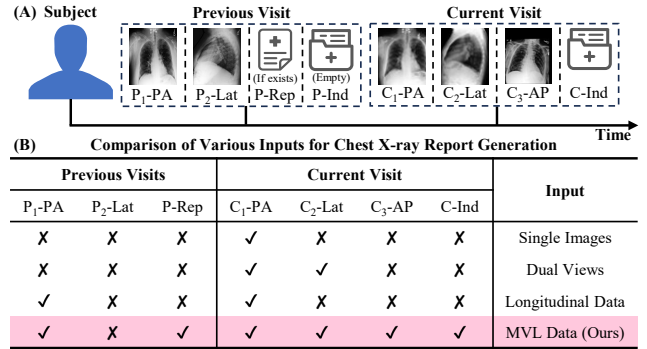 (A) Subject Previous Visit Current Visit
(If exists) (Empty)
P₁-PA P₂-Lat P-Rep P-Ind C₁-PA C₂-Lat C₃-AP C-Ind
Time
(B) Comparison of Various Inputs for Chest X-ray Report Generation
Previous Visits Current Visit Input
P₁-PA P₂-Lat P-Rep C₁-PA C₂-Lat C₃-AP C-Ind
✗ ✗ ✗ ✓ ✗ ✗ ✗ Single Images
✗ ✗ ✗ ✓ ✓ ✗ ✗ Dual Views
✓ ✗ ✗ ✓ ✗ ✗ ✗ Longitudinal Data
✓ ✗ ✓ ✓ ✓ ✓ ✓ MVL Data (Ours)